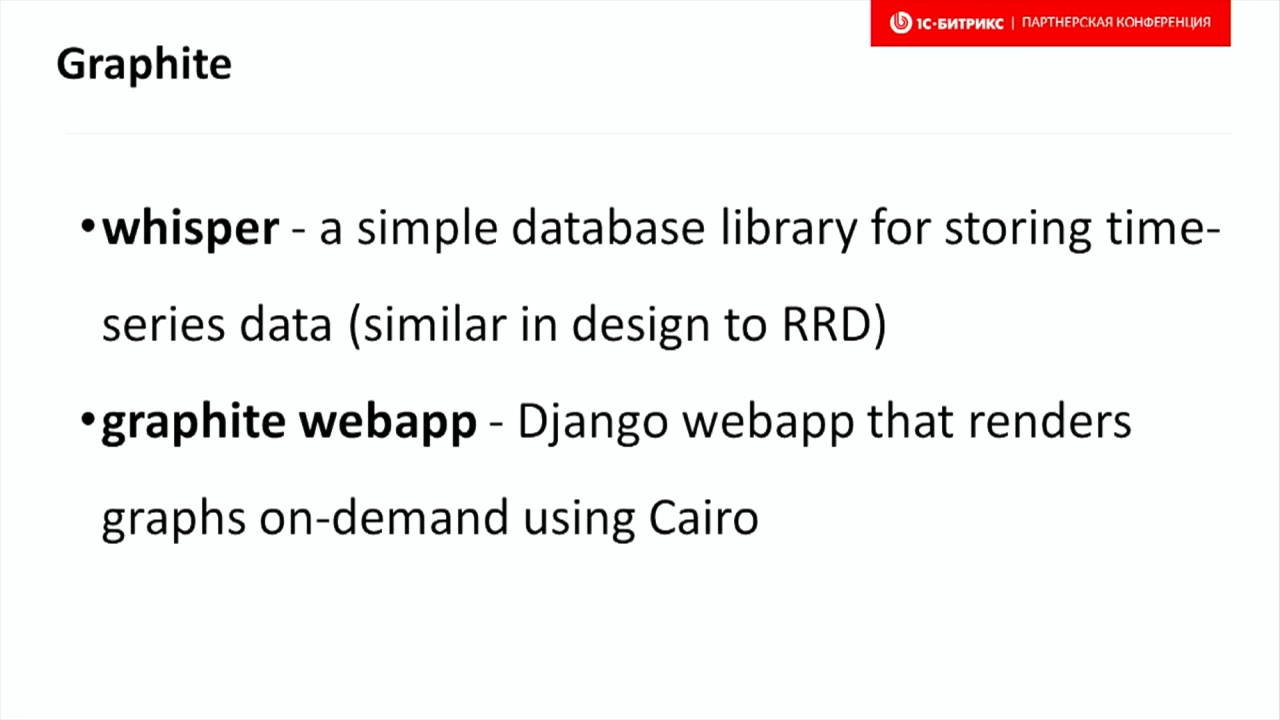 1С-БИТРИКС | ПАРТНЕРСКАЯ КОНФЕРЕНЦИЯ
Graphite
•whisper - a simple database library for storing time-
series data (similar in design to RRD)
•graphite webapp - Django webapp that renders
graphs on-demand using Cairo